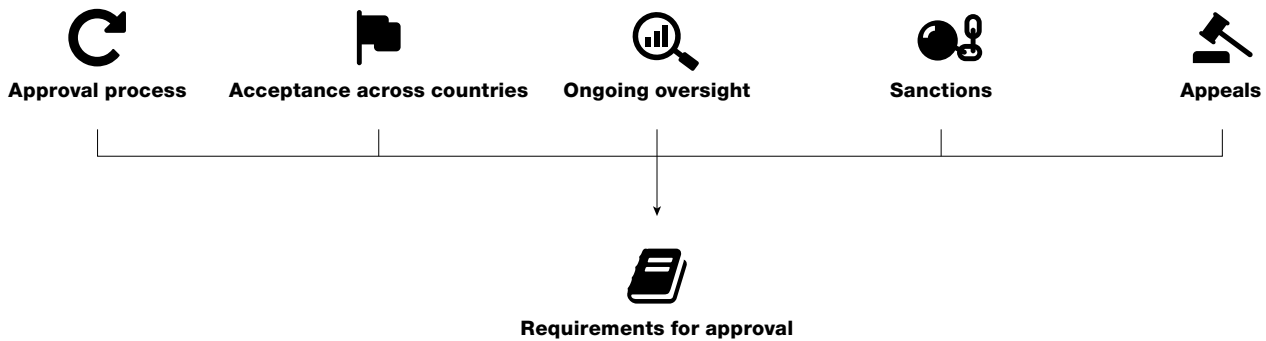 Approval process
Acceptance across countries
Ongoing oversight
Sanctions
Appeals
Requirements for approval